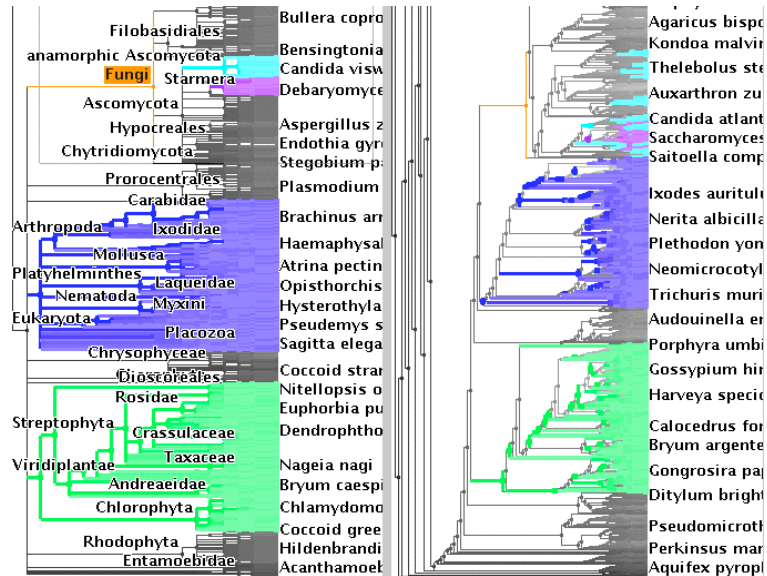 Bullera copro
Filobasidiales
Bensingtonia
anamorphic Ascomycota
Candida visw
Fungi
Starmera
Debaryomyce
Ascomycota
Hypocreales
Aspergillus z
Endothia gyr
Chytridiomycota
Stegobium pa
Prorocentrales
Plasmodium
Carabidae
Brachinus arr
Arthropoda
Ixodidae
Haemaphysal
Mollusca
Atrina pectin
Platyhelminthes
Laqueidae
Opisthorchis
Nematoda
Myxini
Hysterothyla
Eukaryota
Pseudemys s
Placozoa
Sagitta elega
Chrysophyceae
Coccoid stran
Dioscoreales
Nitellopsis o
Rosidae
Euphorbia pu
Streptophyta
Crassulaceae
Dendrophtho
Taxaceae
Viridiplantae
Nageia nagi
Andreaeidae
Bryum caespi
Chlorophyta
Chlamydomo
Coccoid gree
Rhodophyta
Hildenbrandi
Entamoebidae
Acanthamoeb
Agaricus bispo
Kondoa malvir
Thelebolus ste
Auxarthron zu
Candida atlant
Saccharomyces
Saitoella comp
Ixodes auritulu
Nerita albicilla
Plethodon yon
Neomicrocotyl
Trichuris muri
Audouinella er
Porphyra umbi
Gossypium hir
Harveya specio
Calocedrus for
Bryum argente
Gongrosira pap
Ditylum bright
Pseudomicroth
Perkinsus mar
Aquifex pyropl